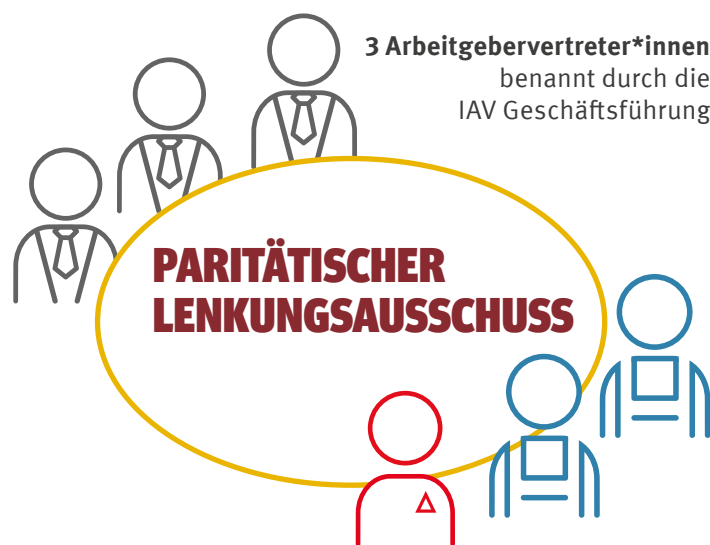 3 Arbeitgebervertreter*innen
benannt durch die
IAV Geschäftsführung
PARITÄTISCHER
LENKUNGSAUSSCHUSS